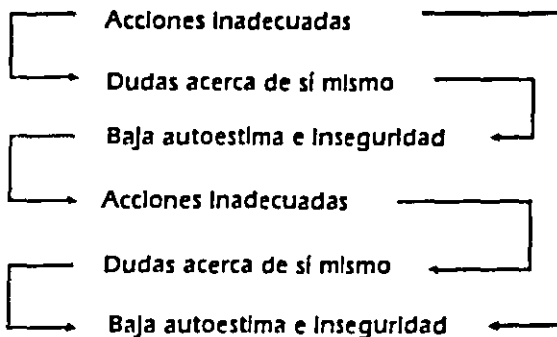 Acciones inadecuadas
Dudas acerca de sí mismo
Baja autoestima e inseguridad
Acciones inadecuadas
Dudas acerca de sí mismo
Baja autoestima e inseguridad